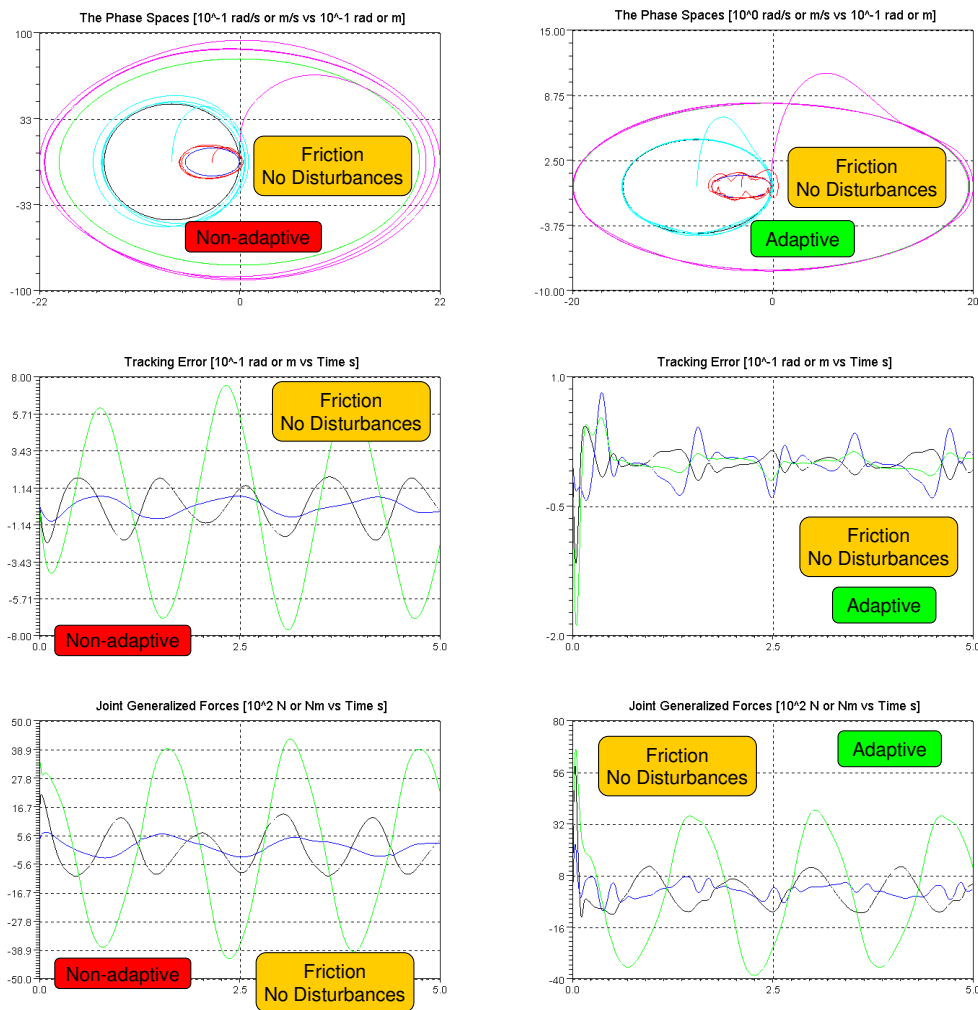 The Phase Spaces [10^-1 rad/s or m/s vs 10^-1 rad or m]
100
33
-33
-100
-22
0
22
Friction
No Disturbances
Non-adaptive
The Phase Spaces [10^0 rad/s or m/s vs 10^-1 rad or m]
15.00
8.75
2.50
-3.75
-10.00
-20
0
20
Friction
No Disturbances
Adaptive
Tracking Error [10^-1 rad or m vs Time s]
8.00
5.71
3.43
1.14
-1.14
-3.43
-5.71
-8.00
0.0
2.5
5.0
Friction
No Disturbances
Non-adaptive
Tracking Error [10^-1 rad or m vs Time s]
1.0
-0.5
-2.0
0.0
2.5
5.0
Friction
No Disturbances
Adaptive
Joint Generalized Forces [10^2 N or Nm vs Time s]
50.0
38.9
27.8
16.7
5.6
-5.6
-16.7
-27.8
-38.9
-50.0
0.0
2.5
5.0
Non-adaptive
Friction
No Disturbances
Joint Generalized Forces [10^2 N or Nm vs Time s]
80
56
32
8
-16
-40
0.0
2.5
5.0
Friction
No Disturbances
Adaptive